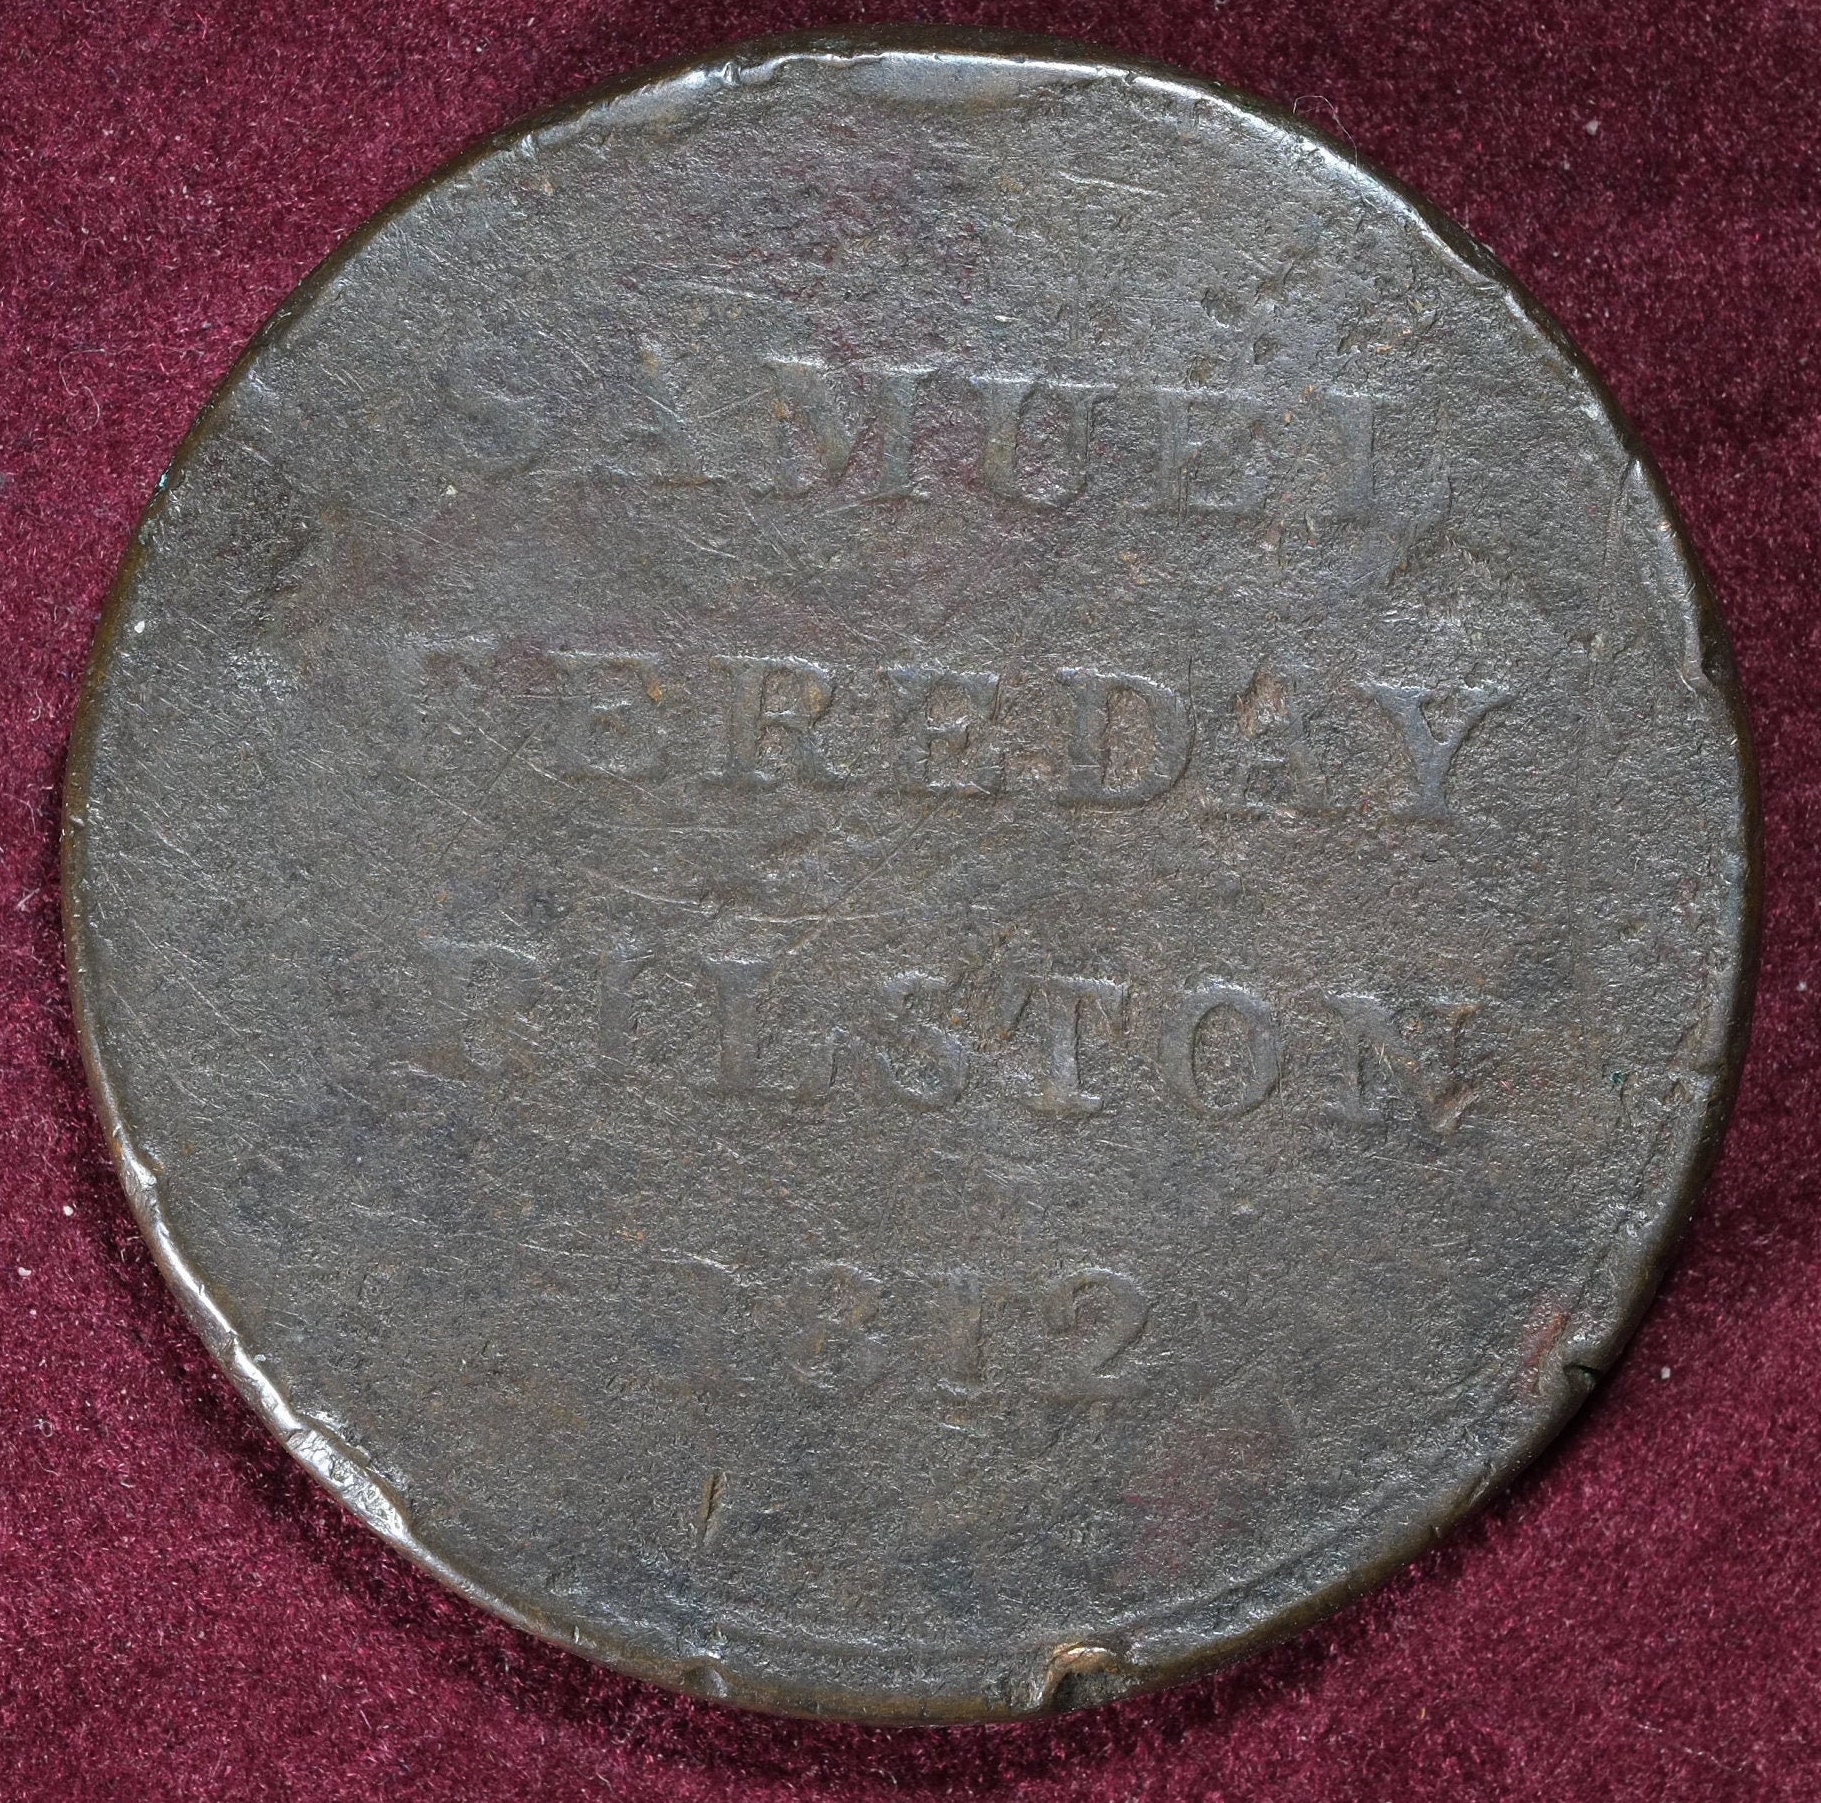 SAMUEL
FEREDAY
BILSTON
1812